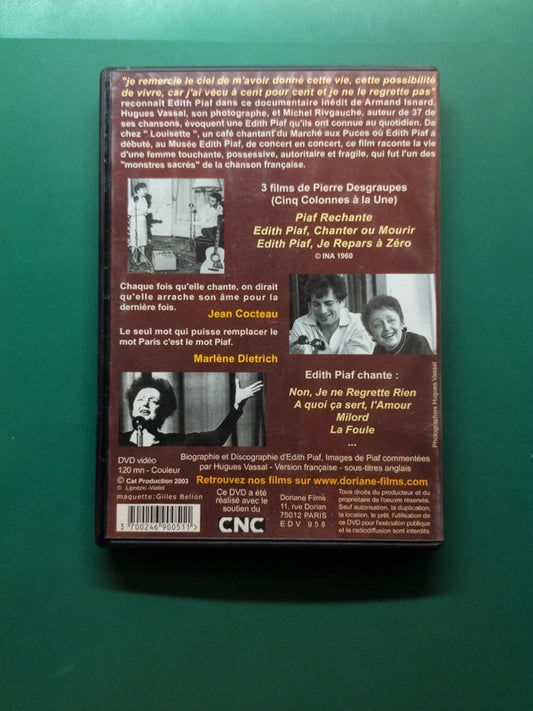 "je remercie le ciel de m'avoir donné cette vie, cette possibilité
de vivre, car j'ai vécu à cent pour cent et je ne le regrette pas"
reconnaît Edith Piaf dans ce documentaire inédit de Armand Isnard.
Hugues Vassal, son photographe, et Michel Rivgauche, auteur de 37 de
ses chansons, évoquent une Edith Piaf qu'ils ont connue au quotidien. De
chez " Louisette ", un café chantant du Marché aux Puces où Edith Piaf a
débuté, au Musée Edith Piaf, de concert en concert, ce film raconte la vie
d'une femme touchante, possessive, autoritaire et fragile, qui fut l'un des
"monstres sacrés" de la chanson française.
3 films de Pierre Desgraupes
(Cinq Colonnes à la Une)
Piaf Rechante
Edith Piaf, Chanter ou Mourir
Edith Piaf, Je Repars à Zéro
© INA 1960
Chaque fois qu'elle chante, on dirait
qu'elle arrache son âme pour la
dernière fois.
Jean Cocteau
Le seul mot qui puisse remplacer le
mot Paris c'est le mot Piaf.
Marlène Dietrich
Edith Piaf chante :
Non, Je ne Regrette Rien
A quoi ça sert, l'Amour
Milord
La Foule
...
Photographies Hugues Vassal
Biographie et Discographie d'Edith Piaf, Images de Piaf commentées
par Hugues Vassal - Version française - sous-titres anglais
DVD vidéo
120 mn - Couleur
© Cat Production 2003
© . Lipnitzio-Viollet
maquette:Gilles Bellon
3 700246 900511
Retrouvez nos films sur www.doriane-films.com
Ce DVD a été
réalisé avec le
soutien du
CNC
Doriane Films
11, rue Dorian
75012 PARIS
EDV 958
Tous droits du producteur et du
propriétaire de l'oeuvre réservés.
Seuf autorisation, la duplication,
la location, le prêt, l'utilisation de
ce DVD pour exécution publique
et la radiodiffusion sont interdit.